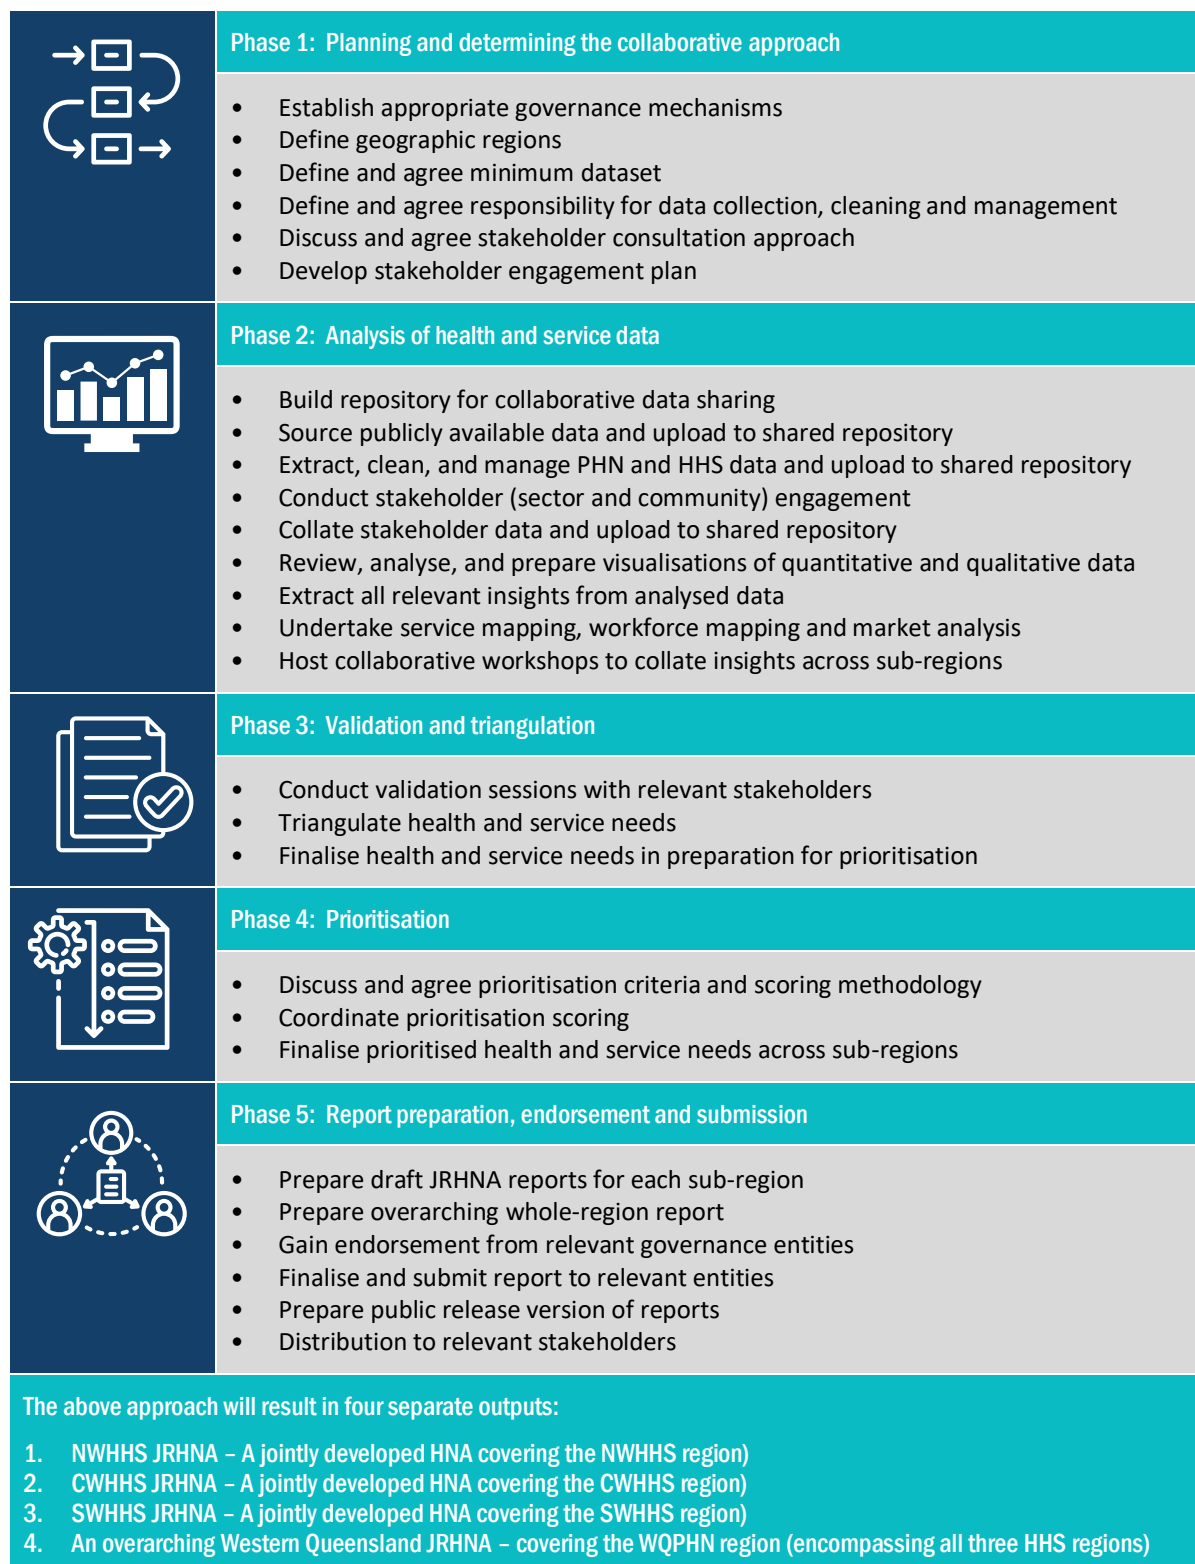 Phase 1: Planning and determining the collaborative approach
• Establish appropriate governance mechanisms
• Define geographic regions
• Define and agree minimum dataset
• Define and agree responsibility for data collection, cleaning and management
• Discuss and agree stakeholder consultation approach
• Develop stakeholder engagement plan
Phase 2: Analysis of health and service data
• Build repository for collaborative data sharing
• Source publicly available data and upload to shared repository
• Extract, clean, and manage PHN and HHS data and upload to shared repository
• Conduct stakeholder (sector and community) engagement
• Collate stakeholder data and upload to shared repository
• Review, analyse, and prepare visualisations of quantitative and qualitative data
• Extract all relevant insights from analysed data
• Undertake service mapping, workforce mapping and market analysis
• Host collaborative workshops to collate insights across sub-regions
Phase 3: Validation and triangulation
• Conduct validation sessions with relevant stakeholders
• Triangulate health and service needs
• Finalise health and service needs in preparation for prioritisation
Phase 4: Prioritisation
• Discuss and agree prioritisation criteria and scoring methodology
• Coordinate prioritisation scoring
• Finalise prioritised health and service needs across sub-regions
Phase 5: Report preparation, endorsement and submission
• Prepare draft JRHNA reports for each sub-region
• Prepare overarching whole-region report
• Gain endorsement from relevant governance entities
• Finalise and submit report to relevant entities
• Prepare public release version of reports
• Distribution to relevant stakeholders
The above approach will result in four separate outputs:
1. NWHHS JRHNA – A jointly developed HNA covering the NWHHS region)
2. CWHHS JRHNA – A jointly developed HNA covering the CWHHS region)
3. SWHHS JRHNA – A jointly developed HNA covering the SWHHS region)
4. An overarching Western Queensland JRHNA – covering the WQPHN region (encompassing all three HHS regions)